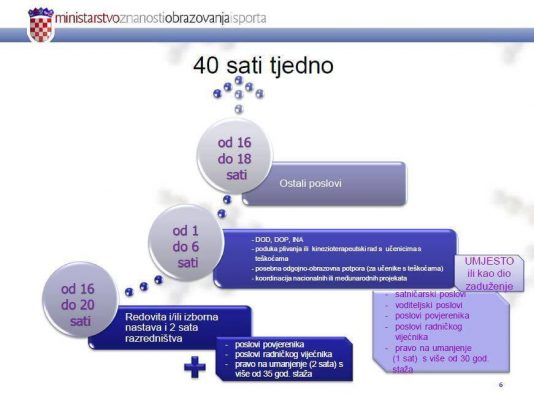 ministarstvoznanostiobrazovanjaisporta
40 sati tjedno
od 16
do 18
sati
Ostali poslovi
od 1
do 6
sati
- DOD, DOP, INA
- poduka plivanja ili kinezioterapeutski rad s učenicima s
teškoćama
- posebna odgojno-obrazovna potpora (za učenike s teškoćama)
- koordinacija nacionalnih ili međunarodnih projekata
UMJESTO
ili kao dio
zaduženje
- satničarski poslovi
- voditeljski poslovi
- poslovi povjerenika
- poslovi radničkog
vijećnika
- pravo na umanjenje
(1 sat) s više od 30 god.
staža
od 16
do 20
sati
Redovita i/ili izborna
nastava i 2 sata
razredništva
- poslovi povjerenika
- poslovi radničkog vijećnika
- pravo na umanjenje (2 sata) s
više od 35 god. staža
6